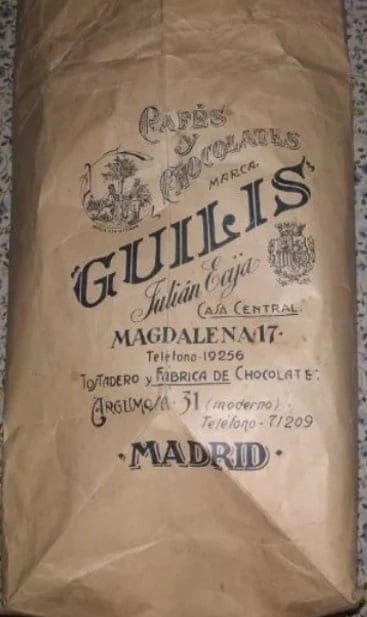 CAFÉS
Y
CHOCOLATES
MARCA
"GUILIS"
Julián Ecija
CASA CENTRAL.
MAGDALENA 17·
Teléfono-19256
TOSTADERO y FÁBRICA DE CHOCOLATE·
ARGUMOSA·31 (moderno)·
Teléfono-71209
·MADRID·